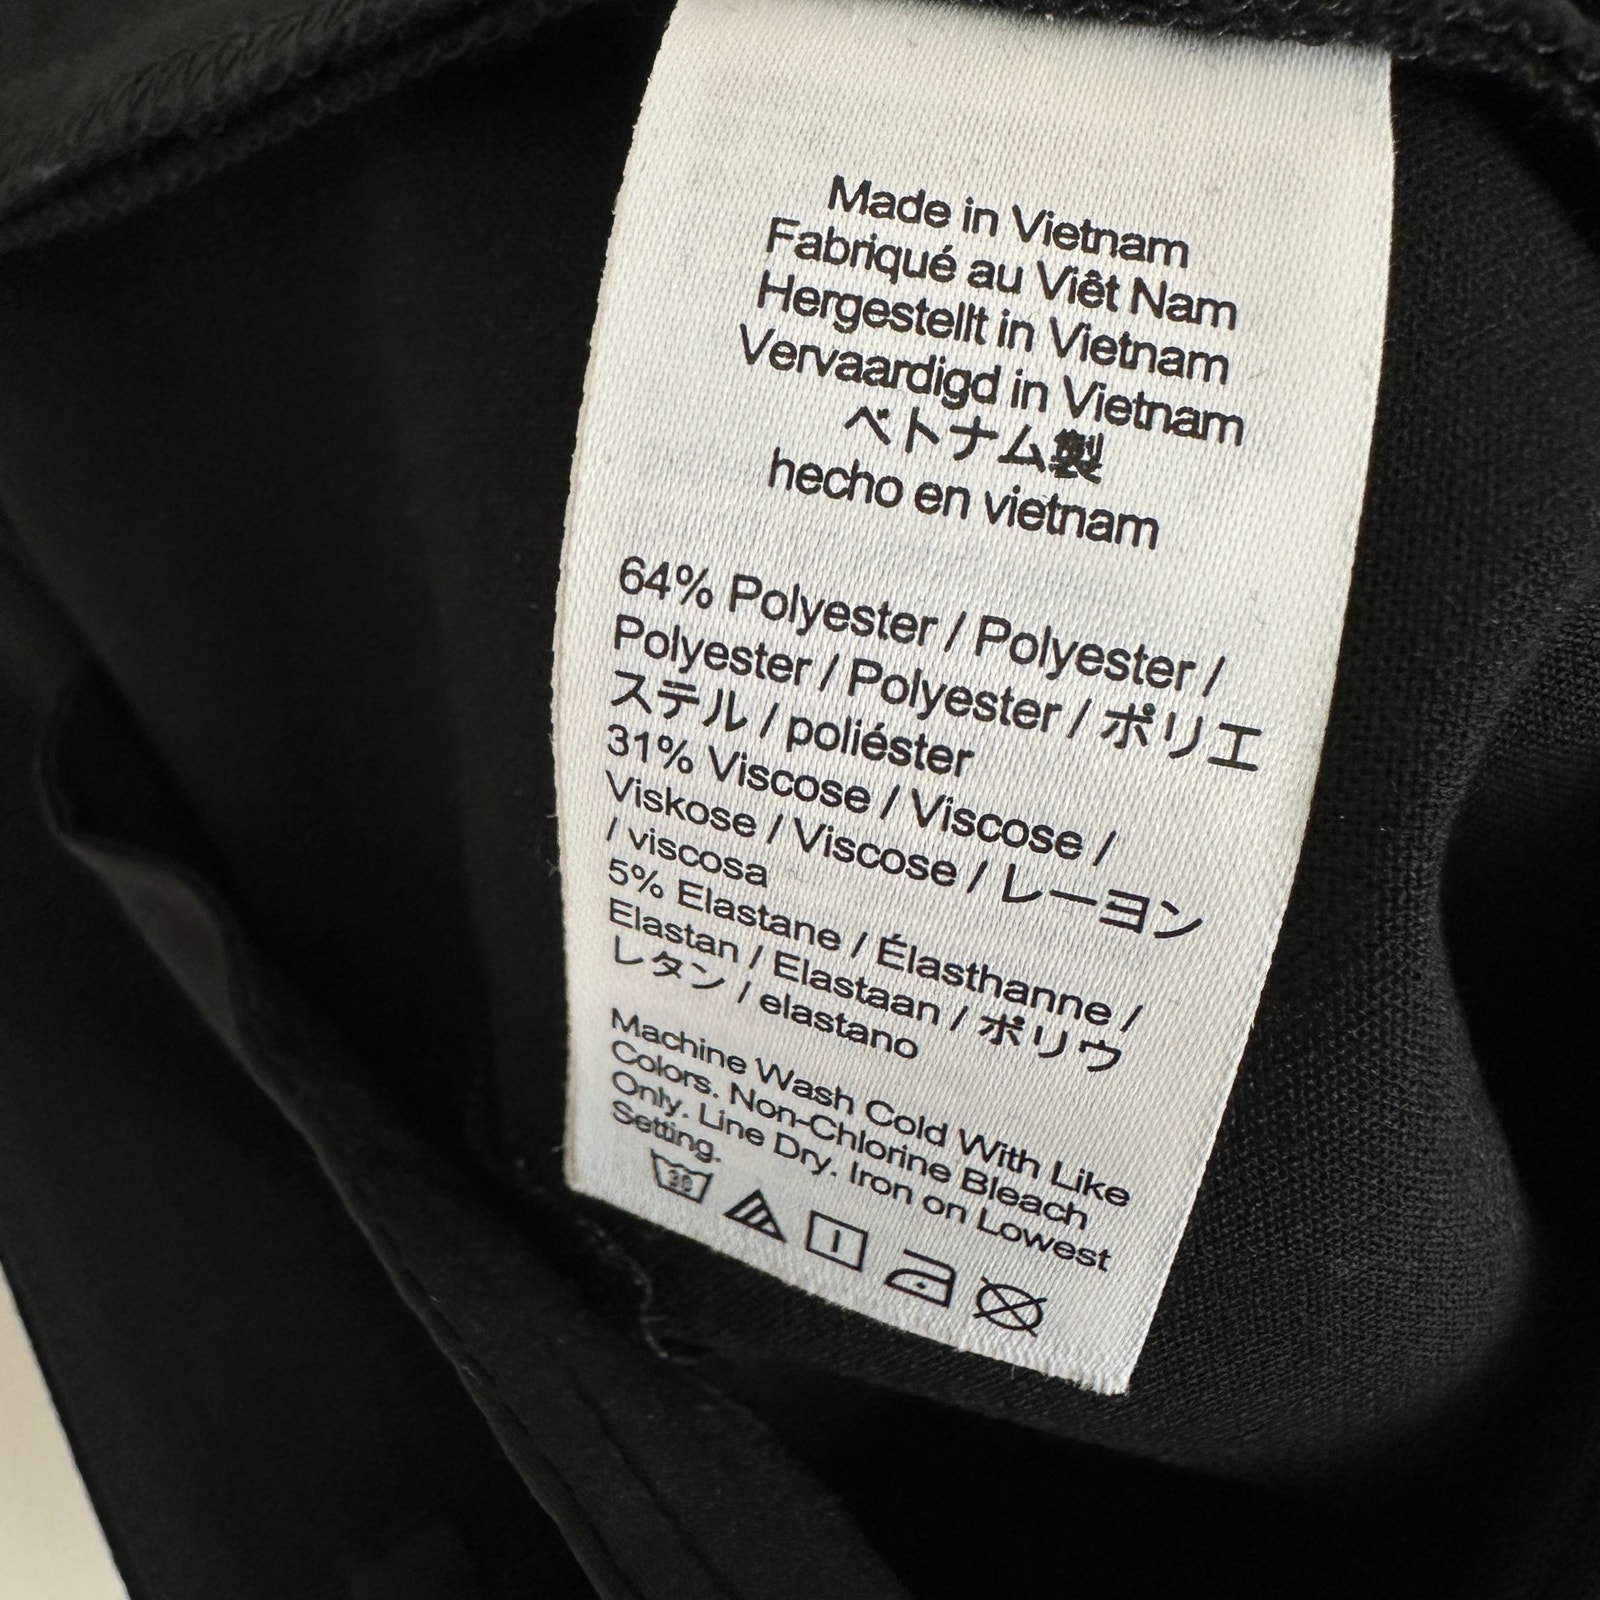 Made in Vietnam
Fabriqué au Viêt Nam
Hergestellt in Vietnam
Vervaardigd in Vietnam
ベトナム製
hecho en vietnam
64% Polyester / Polyester /
Polyester / Polyester / ポリエ
ステル / poliéster
31% Viscose / Viscose /
Viskose / Viscose / レーヨン
/ viscosa
5% Elastane / Élasthanne /
Elastan / Elastaan / ポリウ
レタン / elastano
Machine Wash Cold With Like
Colors. Non-Chlorine Bleach
Only. Line Dry. Iron on Lowest
Setting.
30